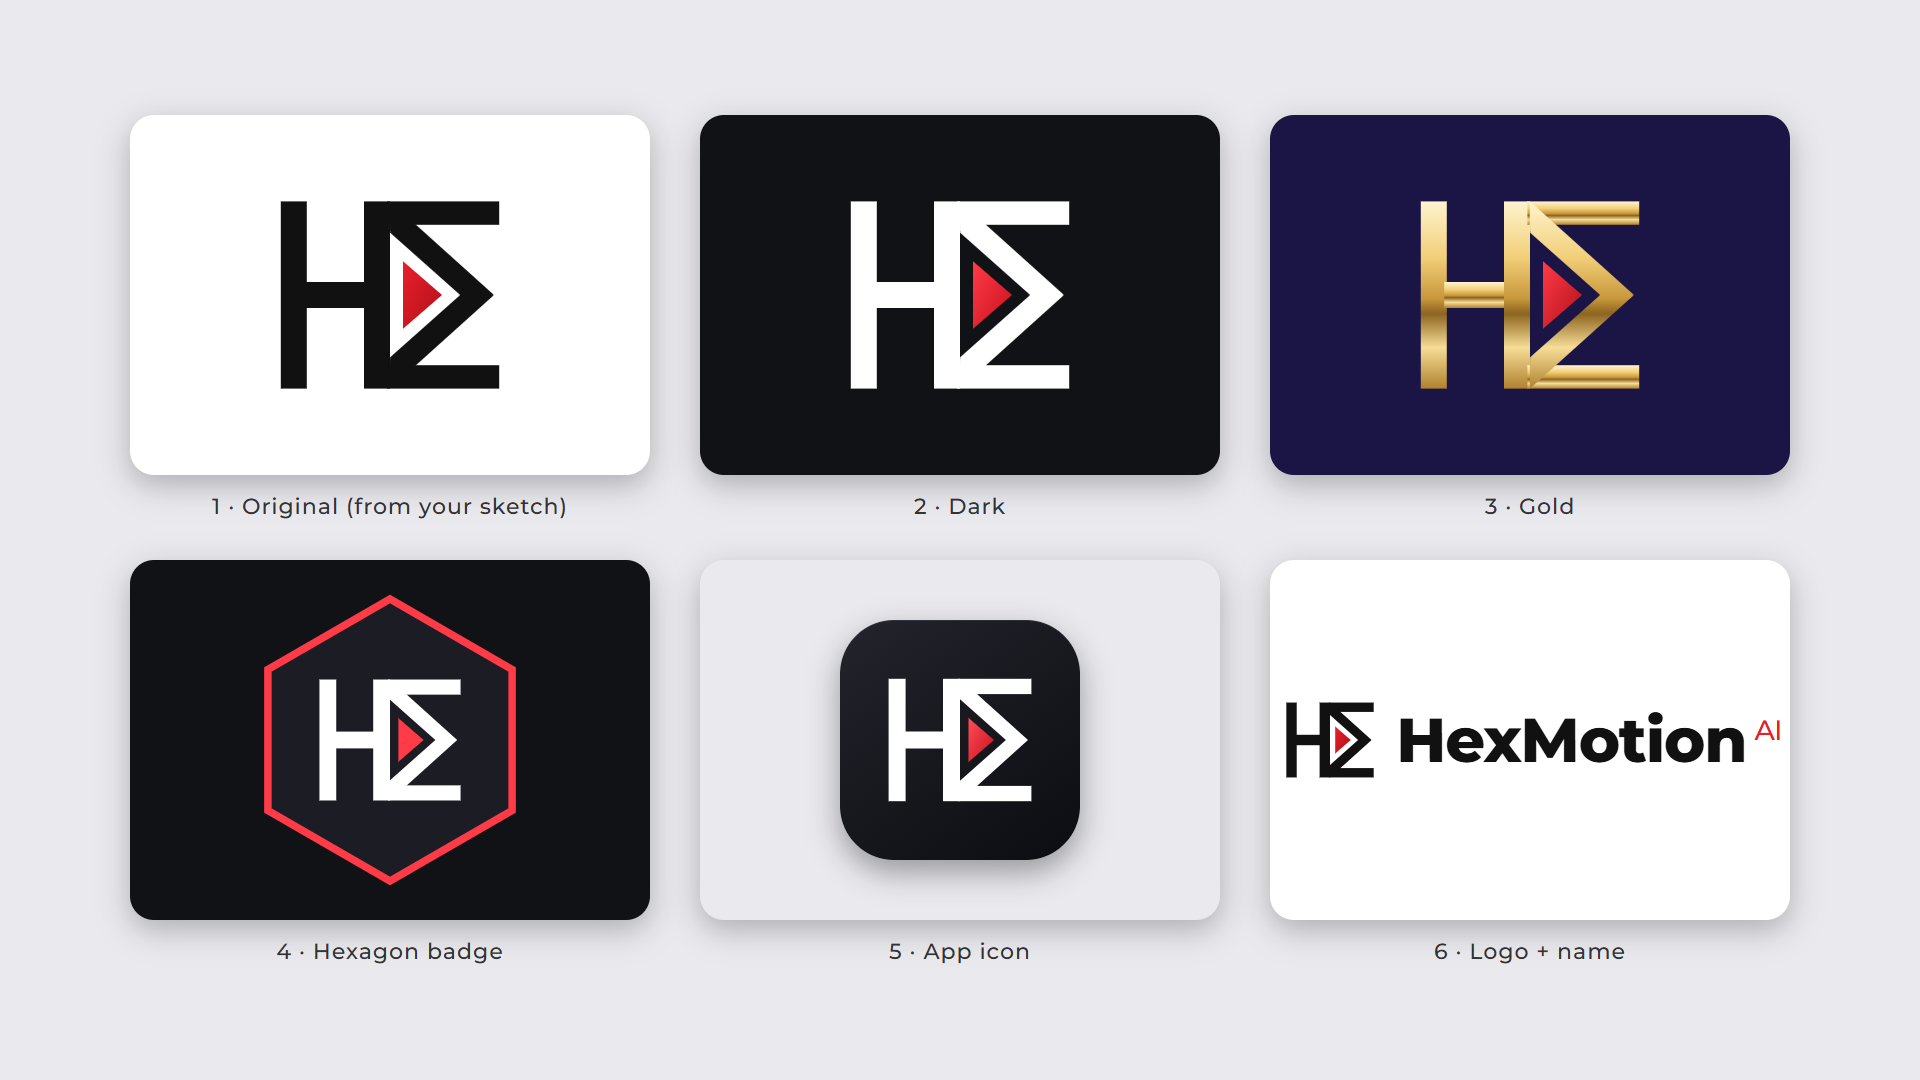 1 · Original (from your sketch)
2 · Dark
3 · Gold
HexMotion AI
4 · Hexagon badge
5 · App icon
6 · Logo + name